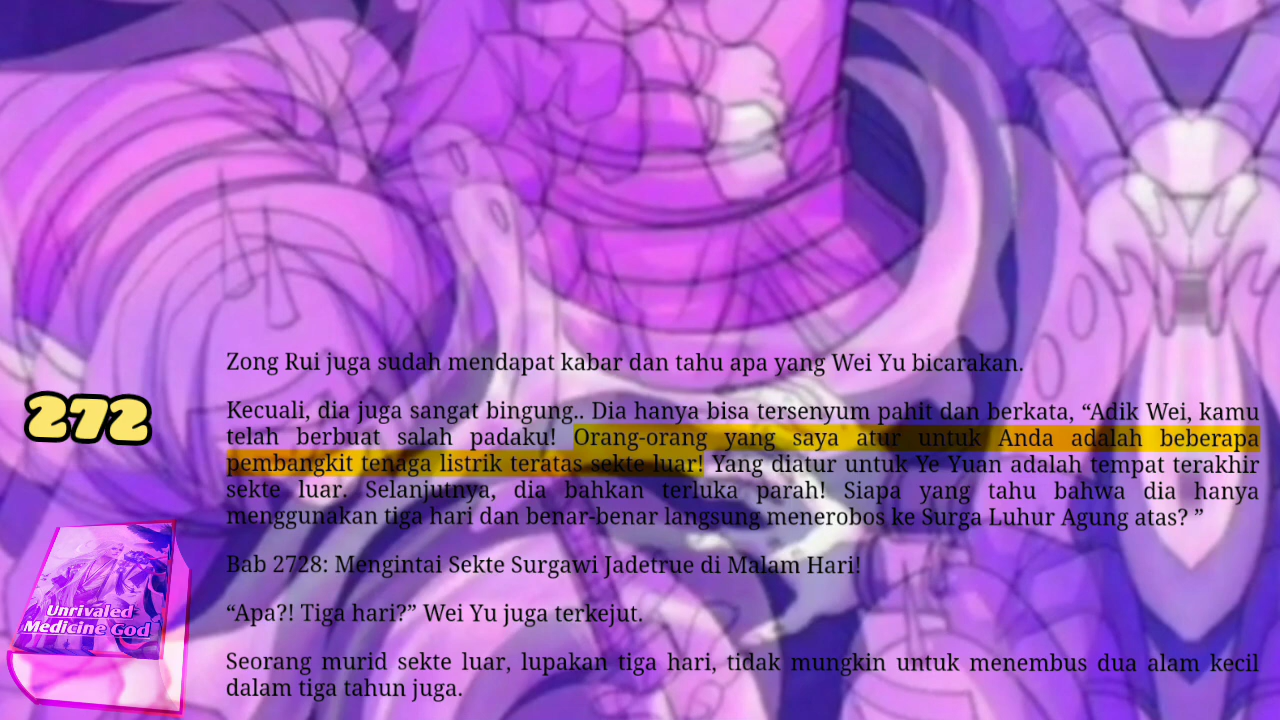 Zong Rui juga sudah mendapat kabar dan tahu apa yang Wei Yu bicarakan.
Kecuali, dia juga sangat bingung.. Dia hanya bisa tersenyum pahit dan berkata, “Adik Wei, kamu
telah berbuat salah padaku! Orang-orang yang saya atur untuk Anda adalah beberapa
pembangkit tenaga listrik teratas sekte luar! Yang diatur untuk Ye Yuan adalah tempat terakhir
sekte luar. Selanjutnya, dia bahkan terluka parah! Siapa yang tahu bahwa dia hanya
menggunakan tiga hari dan benar-benar langsung menerobos ke Surga Luhur Agung atas? ”
272
Bab 2728: Mengintai Sekte Surgawi Jadetrue di Malam Hari!
“Apa?! Tiga hari?” Wei Yu juga terkejut.
Unrivaled
Medicine God
Seorang murid sekte luar, lupakan tiga hari, tidak mungkin untuk menembus dua alam kecil
dalam tiga tahun juga.